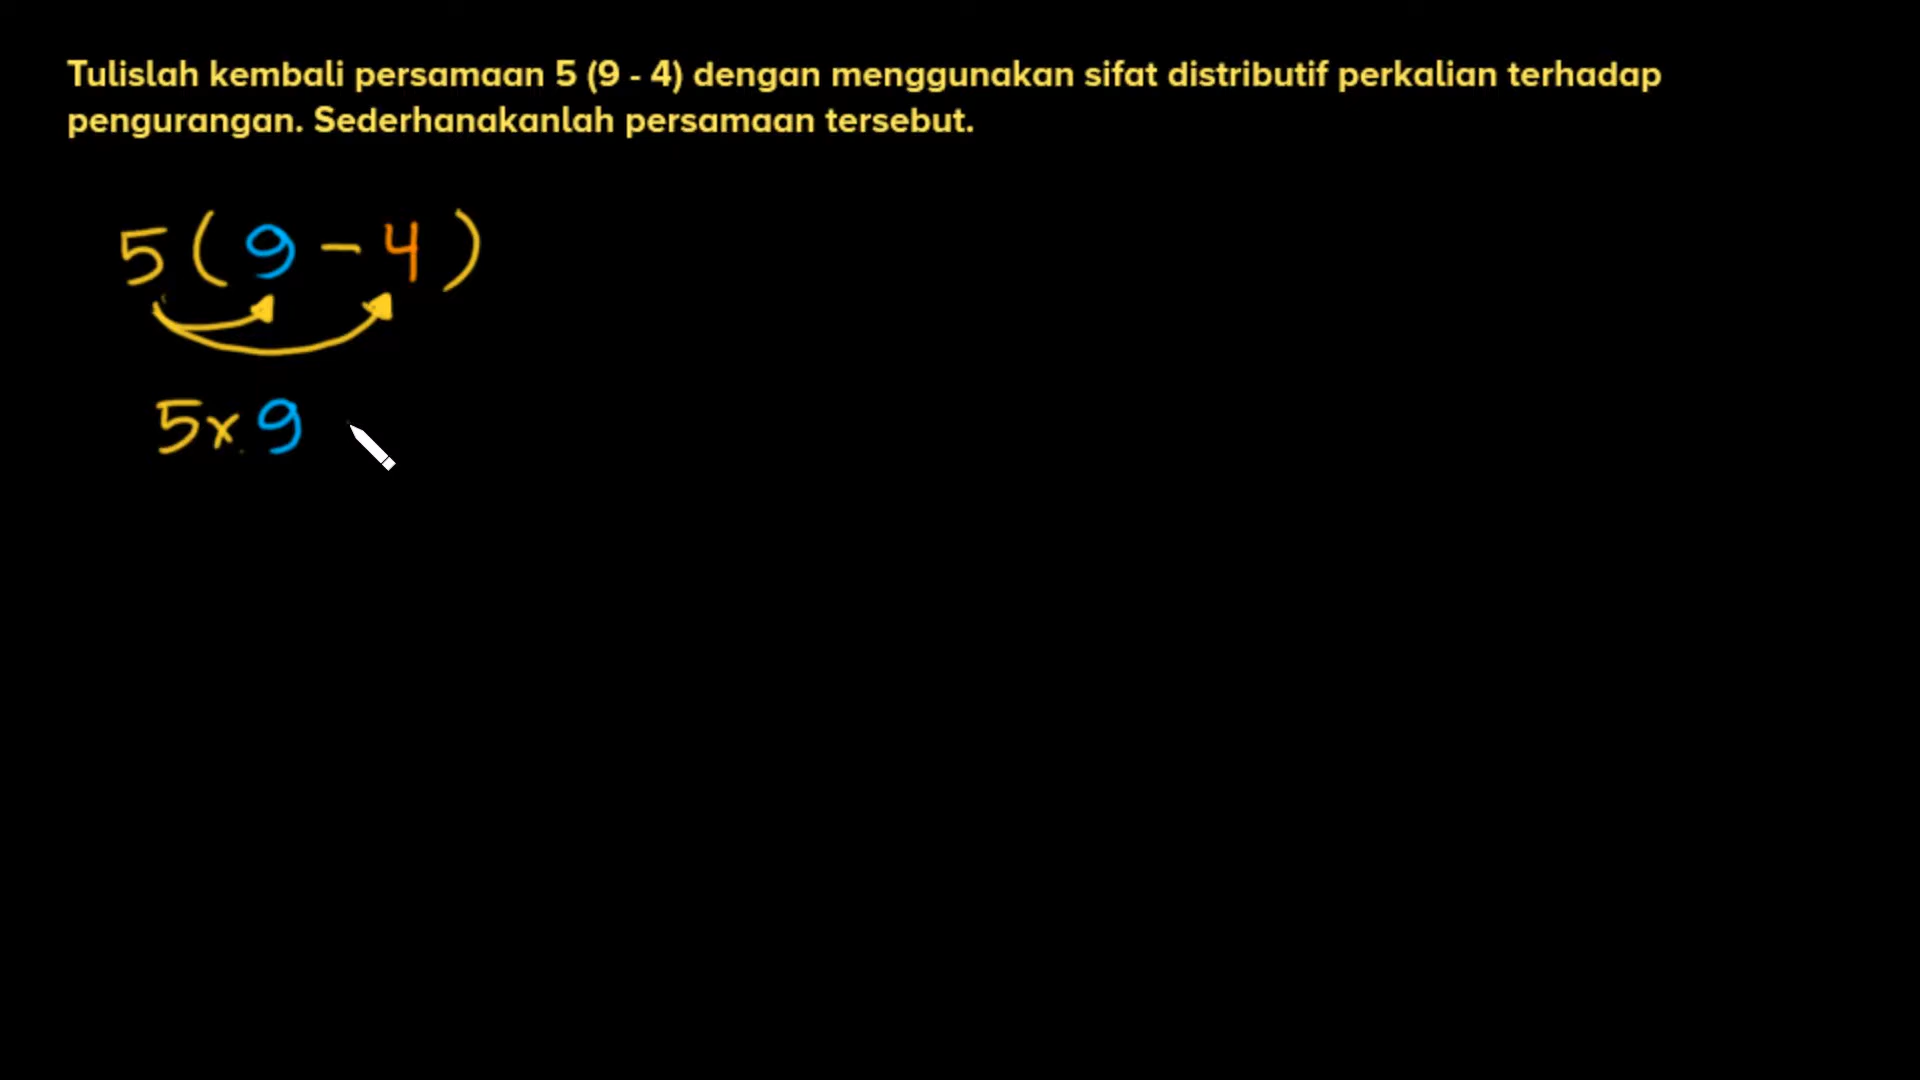 Tulislah kembali persamaan 5 (9 - 4) dengan menggunakan sifat distributif perkalian terhadap
pengurangan. Sederhanakanlah persamaan tersebut.
5(9-4)
5x9